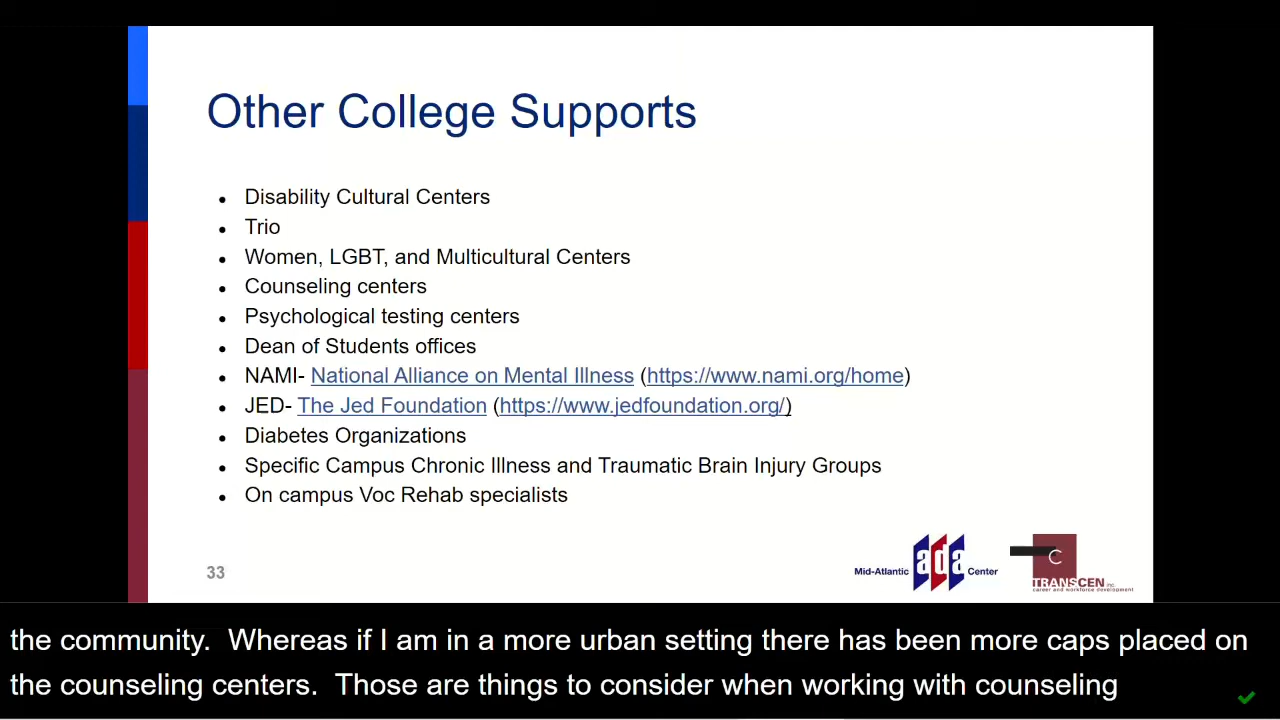 Other College Supports
• Disability Cultural Centers
• Trio
• Women, LGBT, and Multicultural Centers
• Counseling centers
• Psychological testing centers
• Dean of Students offices
• NAMI- National Alliance on Mental Illness (https://www.nami.org/home)
• JED- The Jed Foundation (https://www.jedfoundation.org/)
• Diabetes Organizations
• Specific Campus Chronic Illness and Traumatic Brain Injury Groups
• On campus Voc Rehab specialists
33
Mid-Atlantic ada Center
C
TRANSCEN inc.
career and workforce development
the community.  Whereas if I am in a more urban setting there has been more caps placed on
the counseling centers.  Those are things to consider when working with counseling